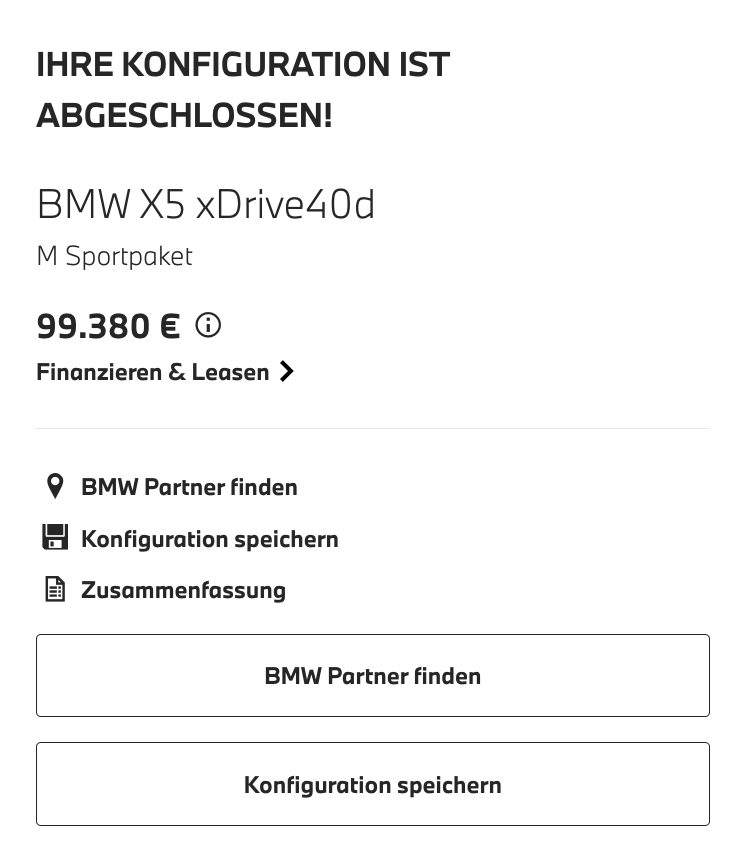 IHRE KONFIGURATION IST
ABGESCHLOSSEN!
BMW X5 xDrive40d
M Sportpaket
99.380 €
Finanzieren & Leasen
BMW Partner finden
Konfiguration speichern
Zusammenfassung
BMW Partner finden
Konfiguration speichern